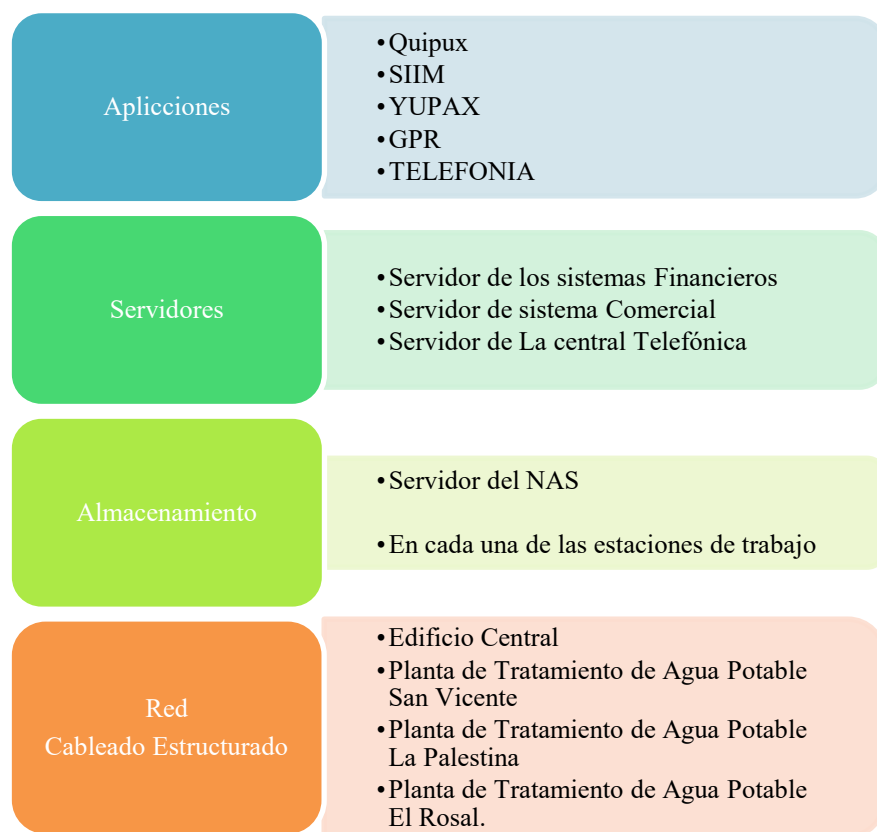 Aplicciones
•Quipux
•SIIM
•YUPAX
•GPR
•TELEFONIA
Servidores
•Servidor de los sistemas Financieros
•Servidor de sistema Comercial
•Servidor de La central Telefónica
Almacenamiento
•Servidor del NAS
•En cada una de las estaciones de trabajo
Red
Cableado Estructurado
•Edificio Central
•Planta de Tratamiento de Agua Potable
San Vicente
•Planta de Tratamiento de Agua Potable
La Palestina
•Planta de Tratamiento de Agua Potable
El Rosal.